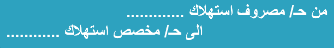 من حـ/ مصروف استهلاك ............
الى حـ/ مخصص استهلاك ............